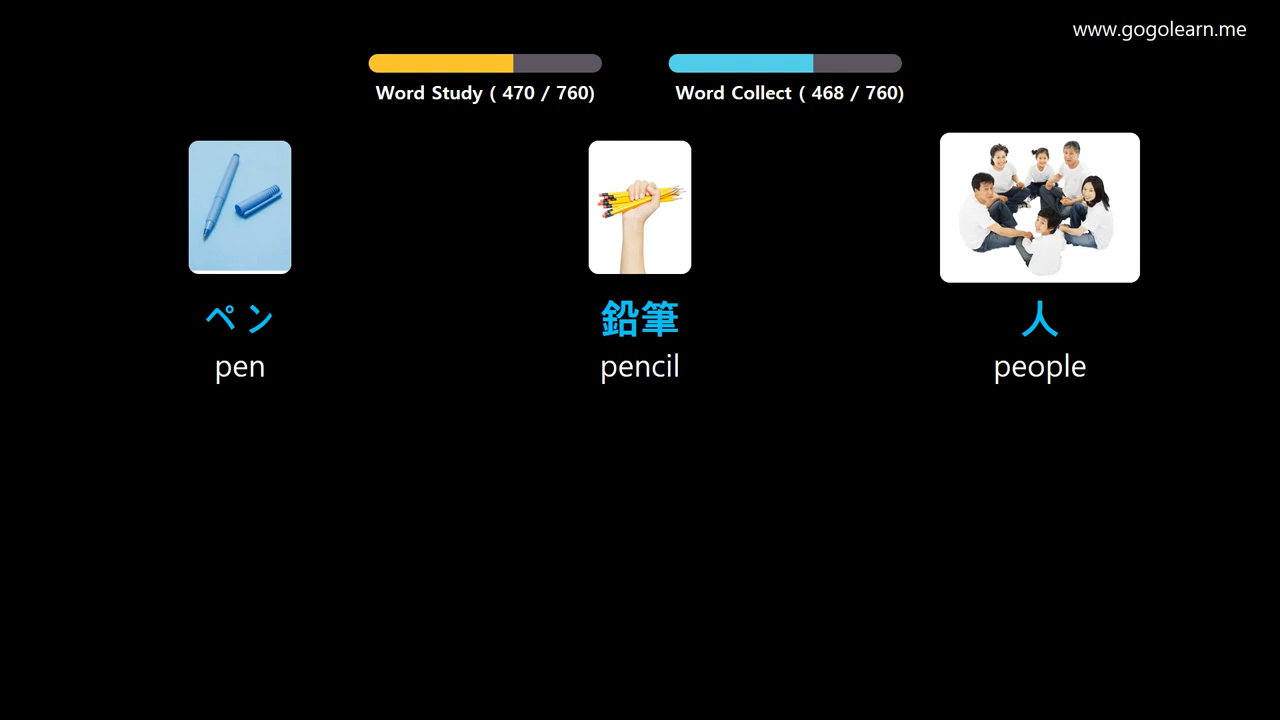 www.gogolearn.me
Word Study ( 470 / 760)
Word Collect ( 468 / 760)
ペン
pen
鉛筆
pencil
人
people